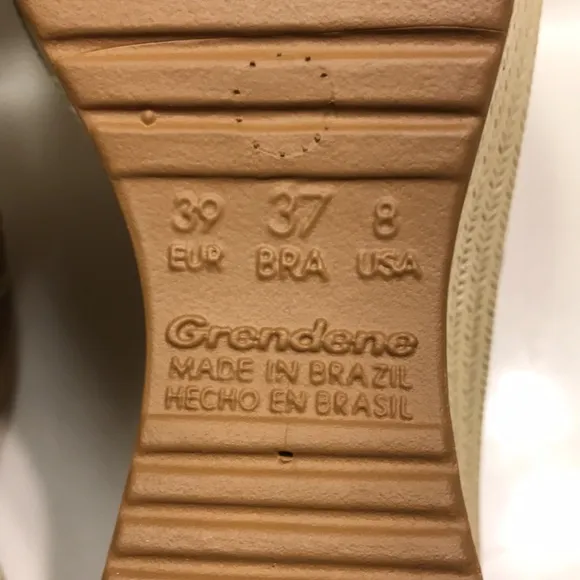 39 37 8
EUR BRA USA
Grendene
MADE IN BRAZIL
HECHO EN BRASIL